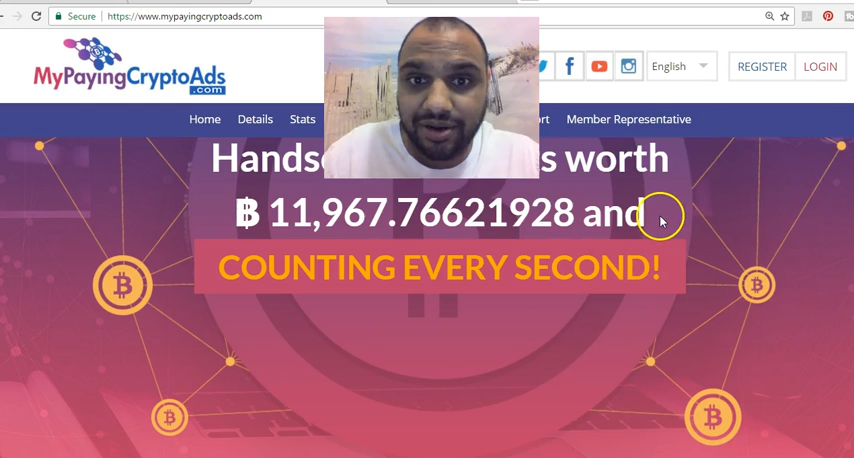 Secure https://www.mypayingcryptoads.com
MyPayingCryptoAds
.com
English REGISTER LOGIN
Home Details Stats Member Representative
worth
฿ 11,967.76621928 and
COUNTING EVERY SECOND!